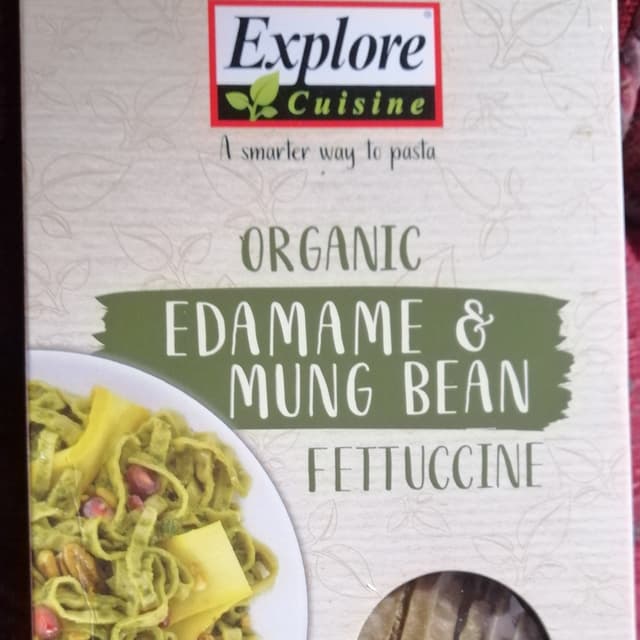 Explore®
Cuisine
A smarter way to pasta
ORGANIC
EDAMAME &
MUNG BEAN
FETTUCCINE